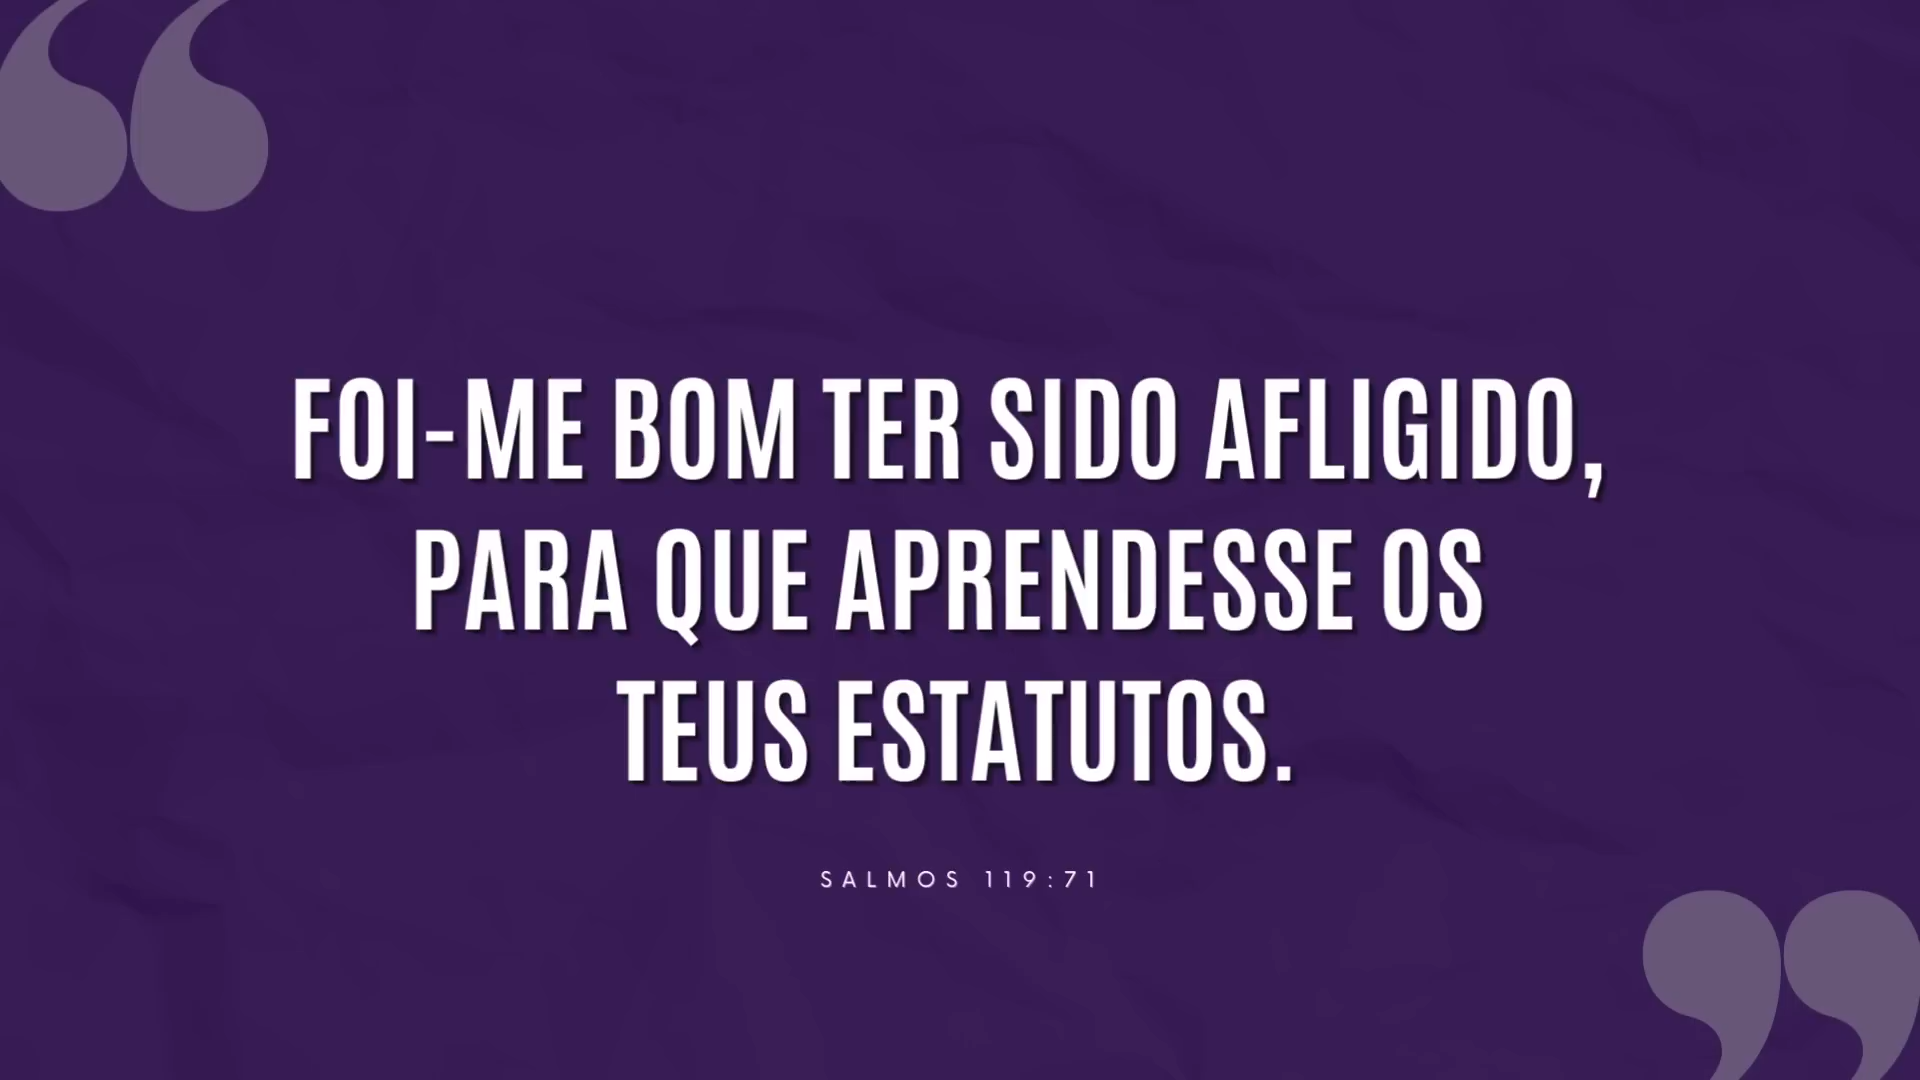 FOI-ME BOM TER SIDO AFLIGIDO,
PARA QUE APRENDESSE OS
TEUS ESTATUTOS.
SALMOS 119:71